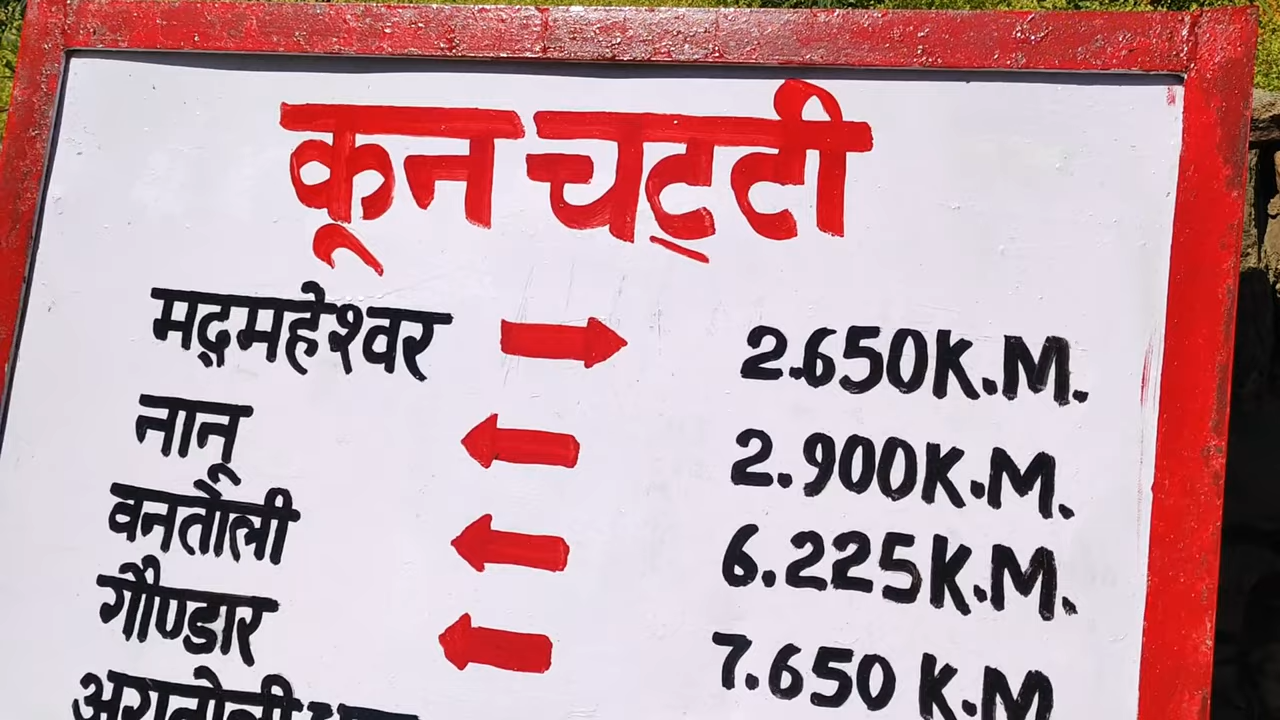 कून चट्टी
मद्महेश्वर → 2.650K.M.
नानू ← 2.900K.M.
वनतोली ← 6.225K.M.
गौण्डार ← 7.650 K.M